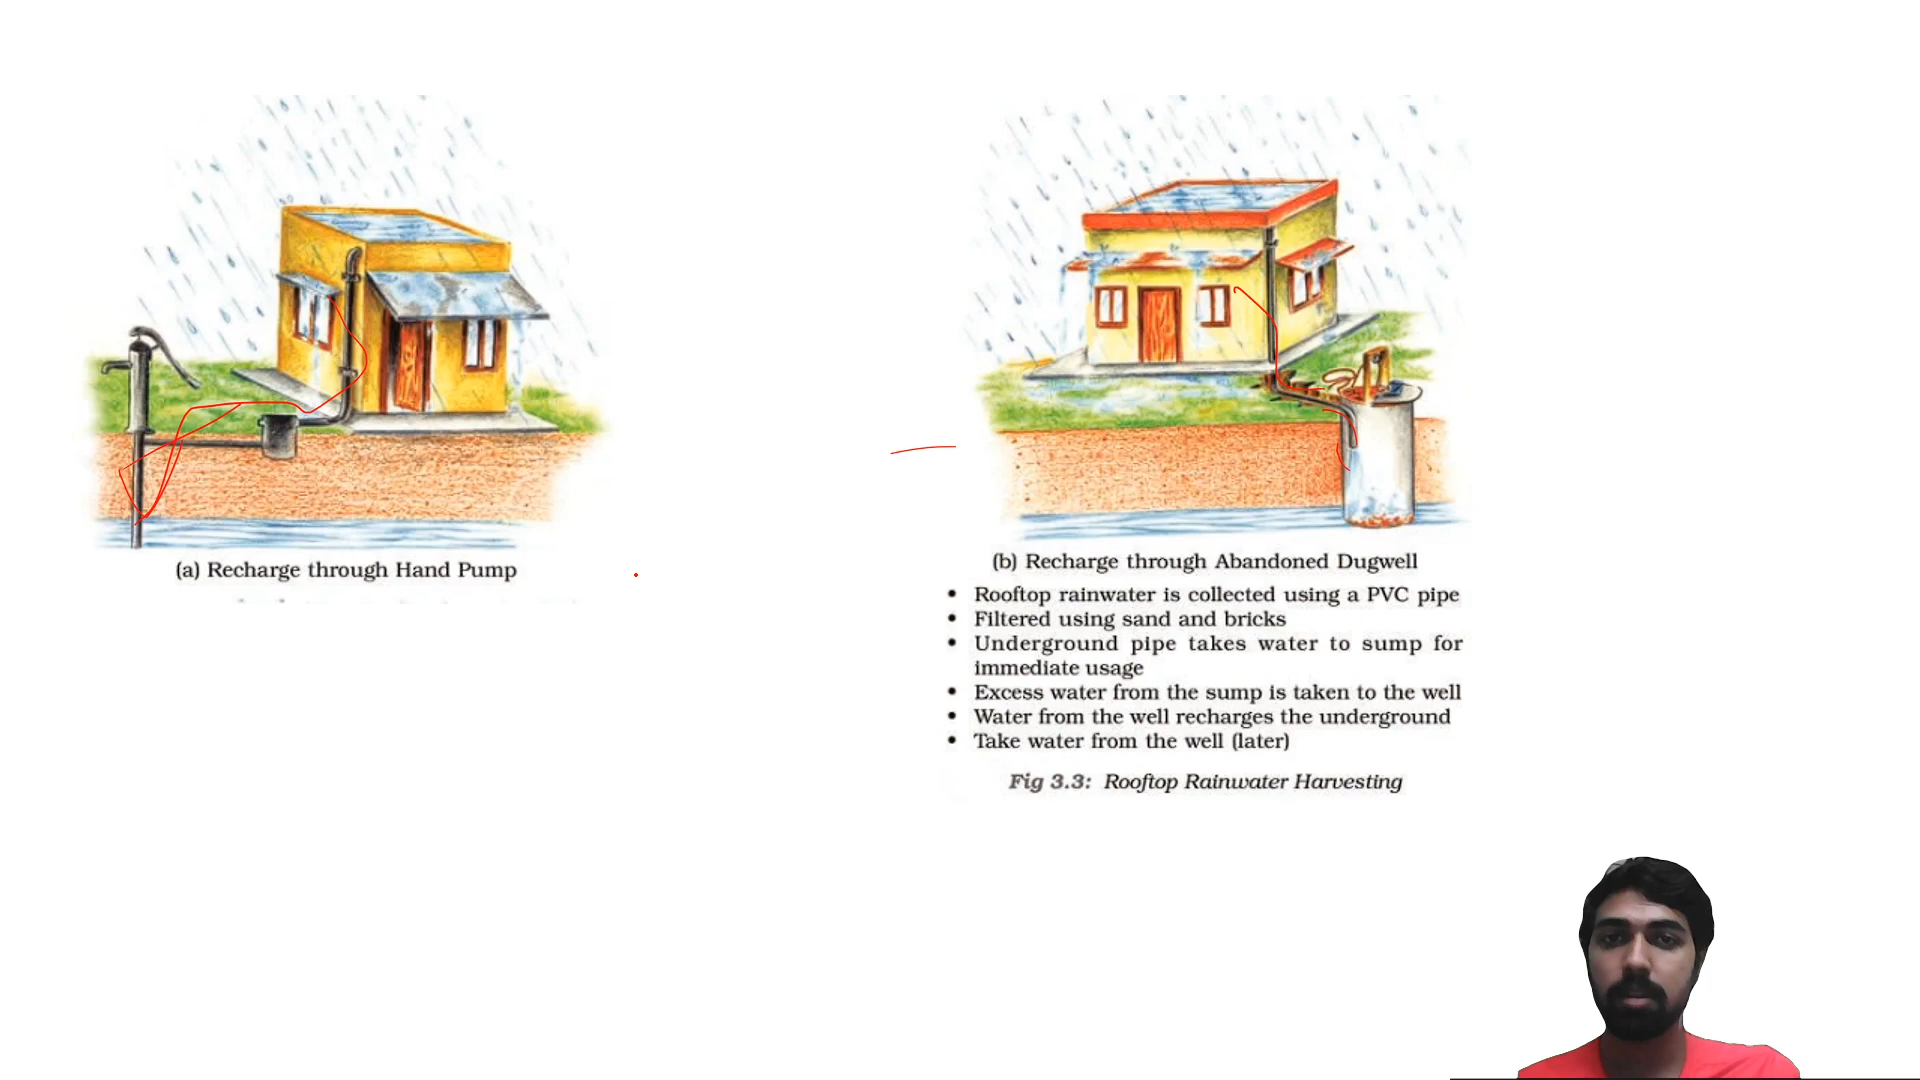 (a) Recharge through Hand Pump
(b) Recharge through Abandoned Dugwell
• Rooftop rainwater is collected using a PVC pipe
• Filtered using sand and bricks
• Underground pipe takes water to sump for
immediate usage
• Excess water from the sump is taken to the well
• Water from the well recharges the underground
• Take water from the well (later)
Fig 3.3: Rooftop Rainwater Harvesting